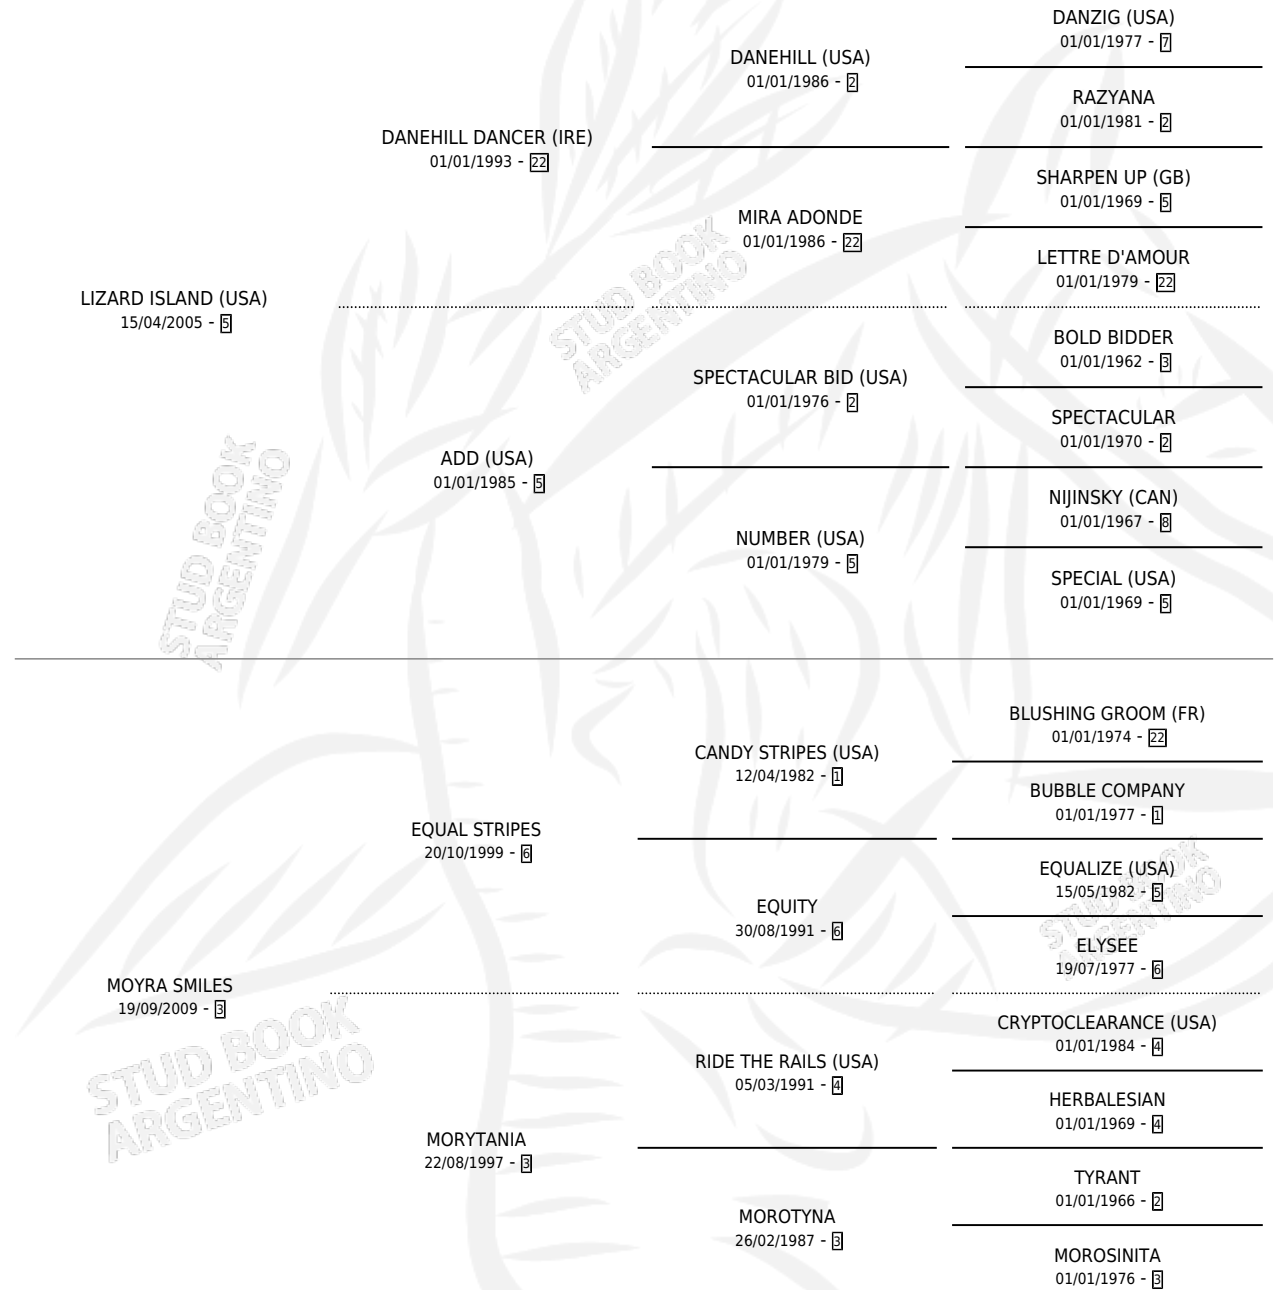 DANZIG (USA)
01/01/1977 - 7
DANEHILL (USA)
01/01/1986 - 2
RAZYANA
01/01/1981 - 2
DANEHILL DANCER (IRE)
01/01/1993 - 22
SHARPEN UP (GB)
01/01/1969 - 5
MIRA ADONDE
01/01/1986 - 22
LETTRE D'AMOUR
01/01/1979 - 22
LIZARD ISLAND (USA)
15/04/2005 - 5
BOLD BIDDER
01/01/1962 - 3
SPECTACULAR BID (USA)
01/01/1976 - 2
SPECTACULAR
01/01/1970 - 2
ADD (USA)
01/01/1985 - 5
NIJINSKY (CAN)
01/01/1967 - 8
NUMBER (USA)
01/01/1979 - 5
SPECIAL (USA)
01/01/1969 - 5
BLUSHING GROOM (FR)
01/01/1974 - 22
CANDY STRIPES (USA)
12/04/1982 - 1
BUBBLE COMPANY
01/01/1977 - 1
EQUAL STRIPES
20/10/1999 - 6
EQUALIZE (USA)
15/05/1982 - 5
EQUITY
30/08/1991 - 6
ELYSEE
19/07/1977 - 6
MOYRA SMILES
19/09/2009 - 3
CRYPTOCLEARANCE (USA)
01/01/1984 - 4
RIDE THE RAILS (USA)
05/03/1991 - 4
HERBALESIAN
01/01/1969 - 4
MORYTANIA
22/08/1997 - 3
TYRANT
01/01/1966 - 2
MOROTYNA
26/02/1987 - 3
MOROSINITA
01/01/1976 - 3
STUD BOOK
ARGENTINO
STUD BOOK
ARGENTINO
STUD BOOK
ARGENTINO
STUD BOOK
ARGENTINO